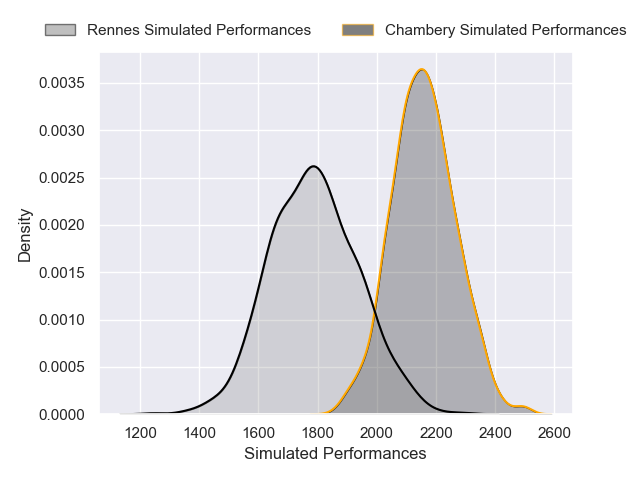 Rennes Simulated Performances
Chambery Simulated Performances
0.0035
0.0030
0.0025
0.0020
0.0015
0.0010
0.0005
0.0000
Density
1200 1400 1600 1800 2000 2200 2400 2600
Simulated Performances